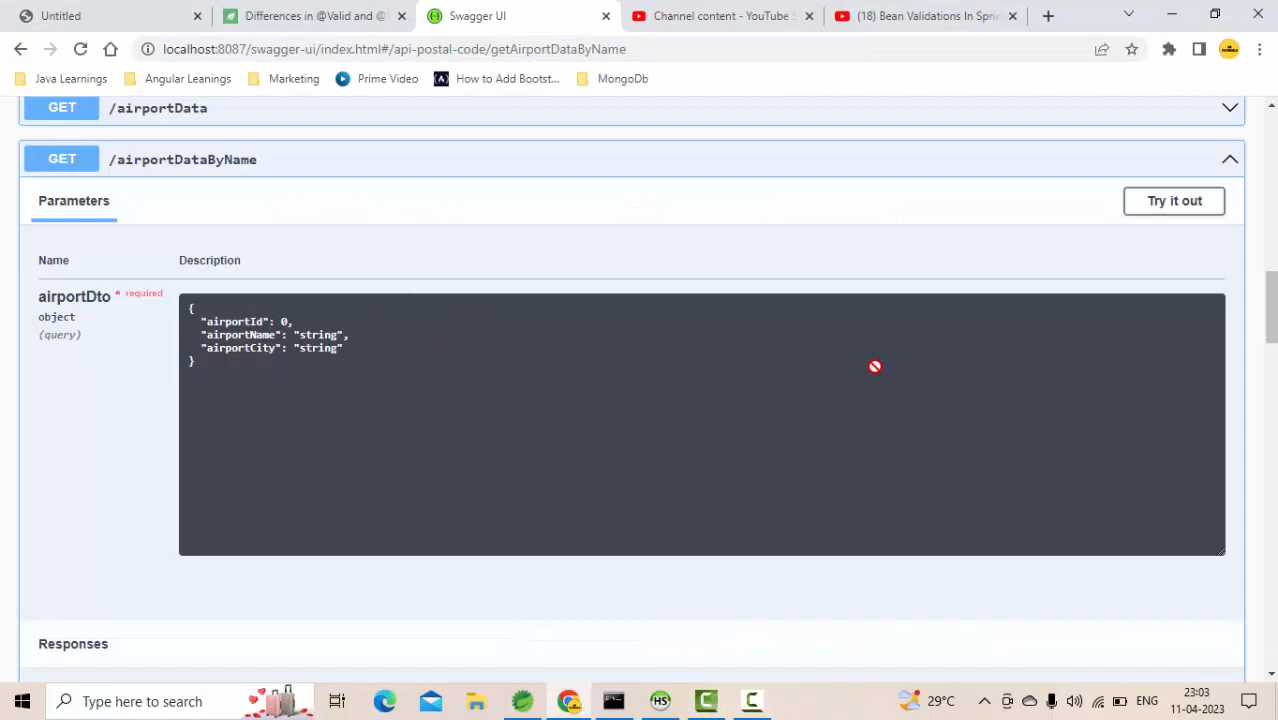 Untitled
Differences in @Valid and @
Swagger UI
Channel content - YouTube S
(18) Bean Validations In Sprin
localhost:8087/swagger-ui/index.html#/api-postal-code/getAirportDataByName
Java Learnings
Angular Leanings
Marketing
Prime Video
How to Add Bootst...
MongoDb
GET /airportData
GET /airportDataByName
Parameters
Try it out
Name
Description
airportDto * required
object
(query)
{
"airportId": 0,
"airportName": "string",
"airportCity": "string"
}
Responses
Type here to search
HS
29°C
ENG
23:03
11-04-2023